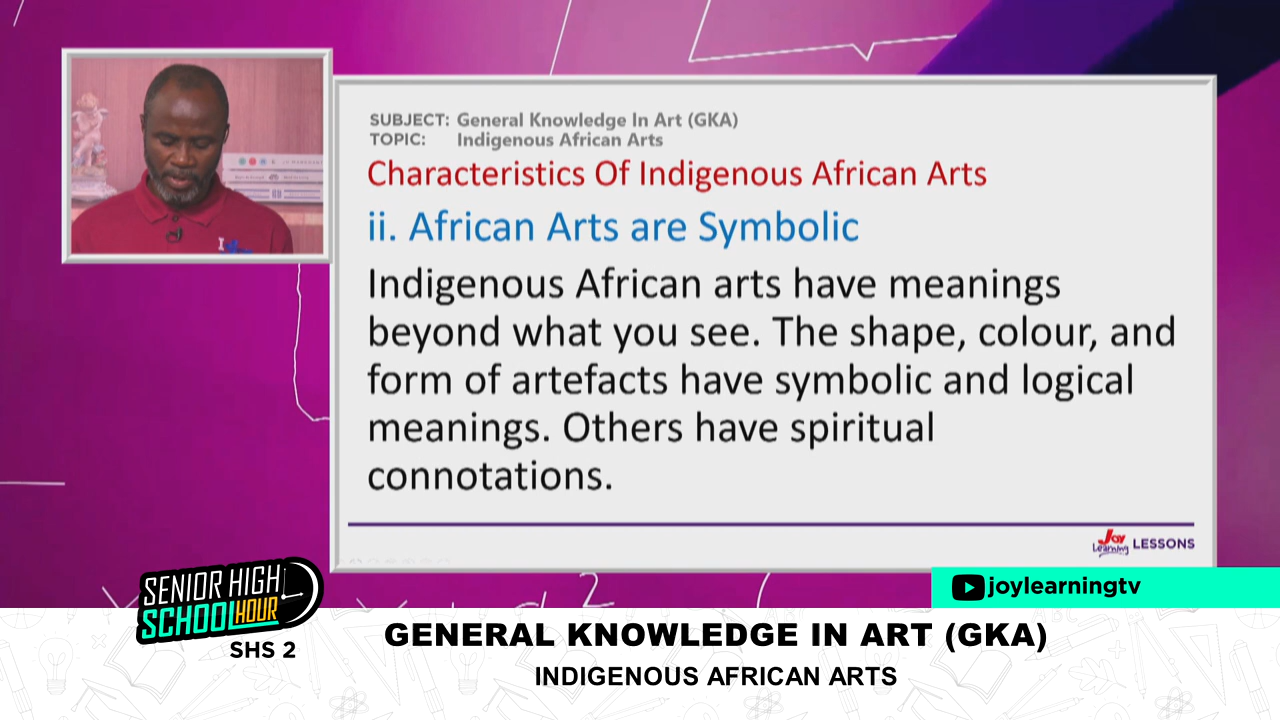 SUBJECT: General Knowledge In Art (GKA)
TOPIC: Indigenous African Arts
Characteristics Of Indigenous African Arts
ii. African Arts are Symbolic
Indigenous African arts have meanings
beyond what you see. The shape, colour, and
form of artefacts have symbolic and logical
meanings. Others have spiritual
connotations.
Joy Learning LESSONS
joylearningtv
SENIOR HIGH
SCHOOL HOUR
SHS 2
GENERAL KNOWLEDGE IN ART (GKA)
INDIGENOUS AFRICAN ARTS